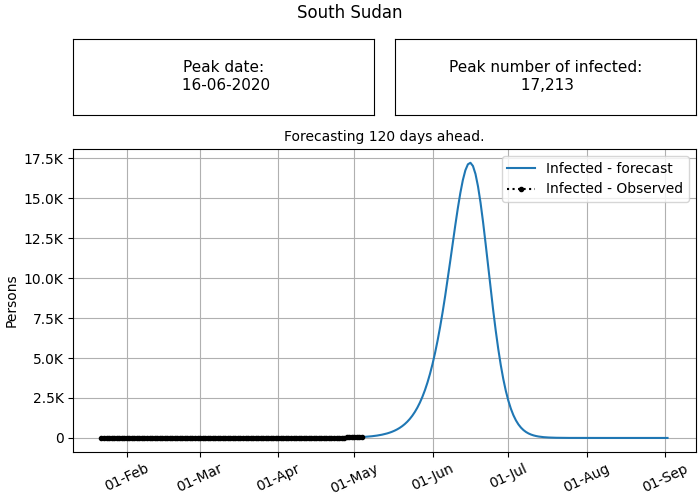 South Sudan
Peak date:
16-06-2020
Peak number of infected:
17,213
Forecasting 120 days ahead.
Infected - forecast
Infected - Observed
Persons
17.5K
15.0K
12.5K
10.0K
7.5K
5.0K
2.5K
0
01-Feb
01-Mar
01-Apr
01-May
01-Jun
01-Jul
01-Aug
01-Sep